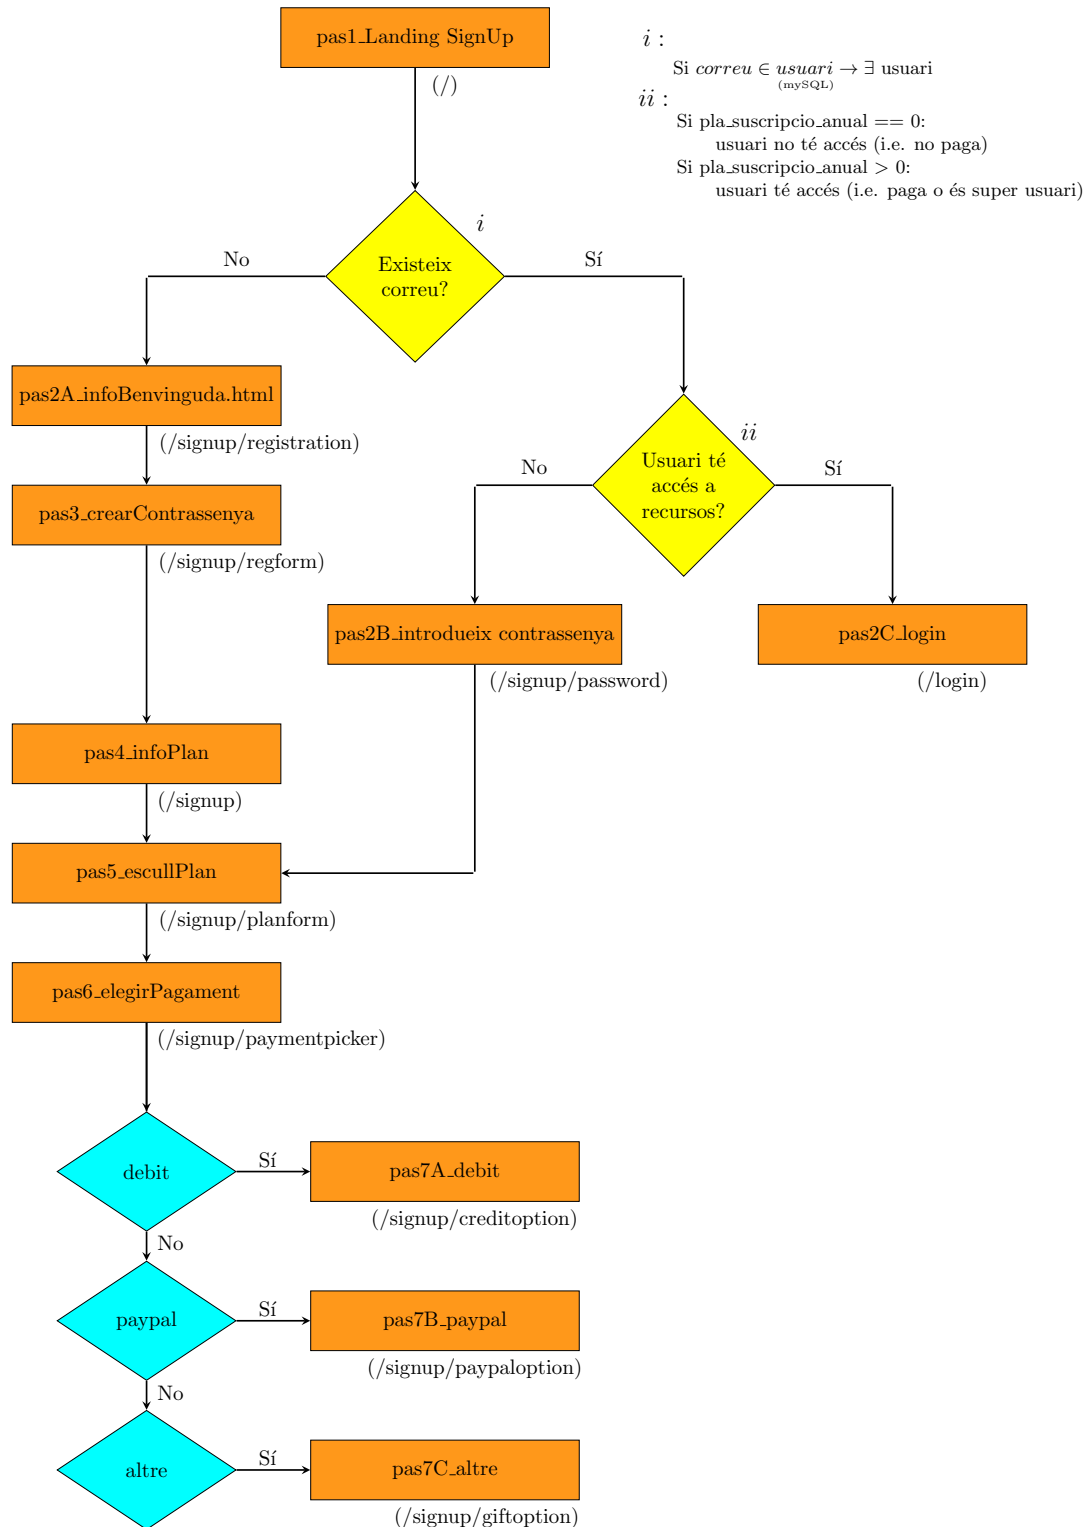 pas1_Landing SignUp
(/)
i :
Si correu ∈ usuari → ∃ usuari
(mySQL)
ii :
Si pla_suscripcio_anual == 0:
usuari no té accés (i.e. no paga)
Si pla_suscripcio_anual > 0:
usuari té accés (i.e. paga o és super usuari)
i
No
Existeix
correu?
Sí
pas2A_infoBenvinguda.html
(/signup/registration)
ii
No
Usuari té
accés a
recursos?
Sí
pas3_crearContrassenya
(/signup/regform)
pas2B_introdueix contrassenya
(/signup/password)
pas2C_login
(/login)
pas4_infoPlan
(/signup)
pas5_escullPlan
(/signup/planform)
pas6_elegirPagament
(/signup/paymentpicker)
debit
Sí
pas7A_debit
(/signup/creditoption)
No
paypal
Sí
pas7B_paypal
(/signup/paypaloption)
No
altre
Sí
pas7C_altre
(/signup/giftoption)